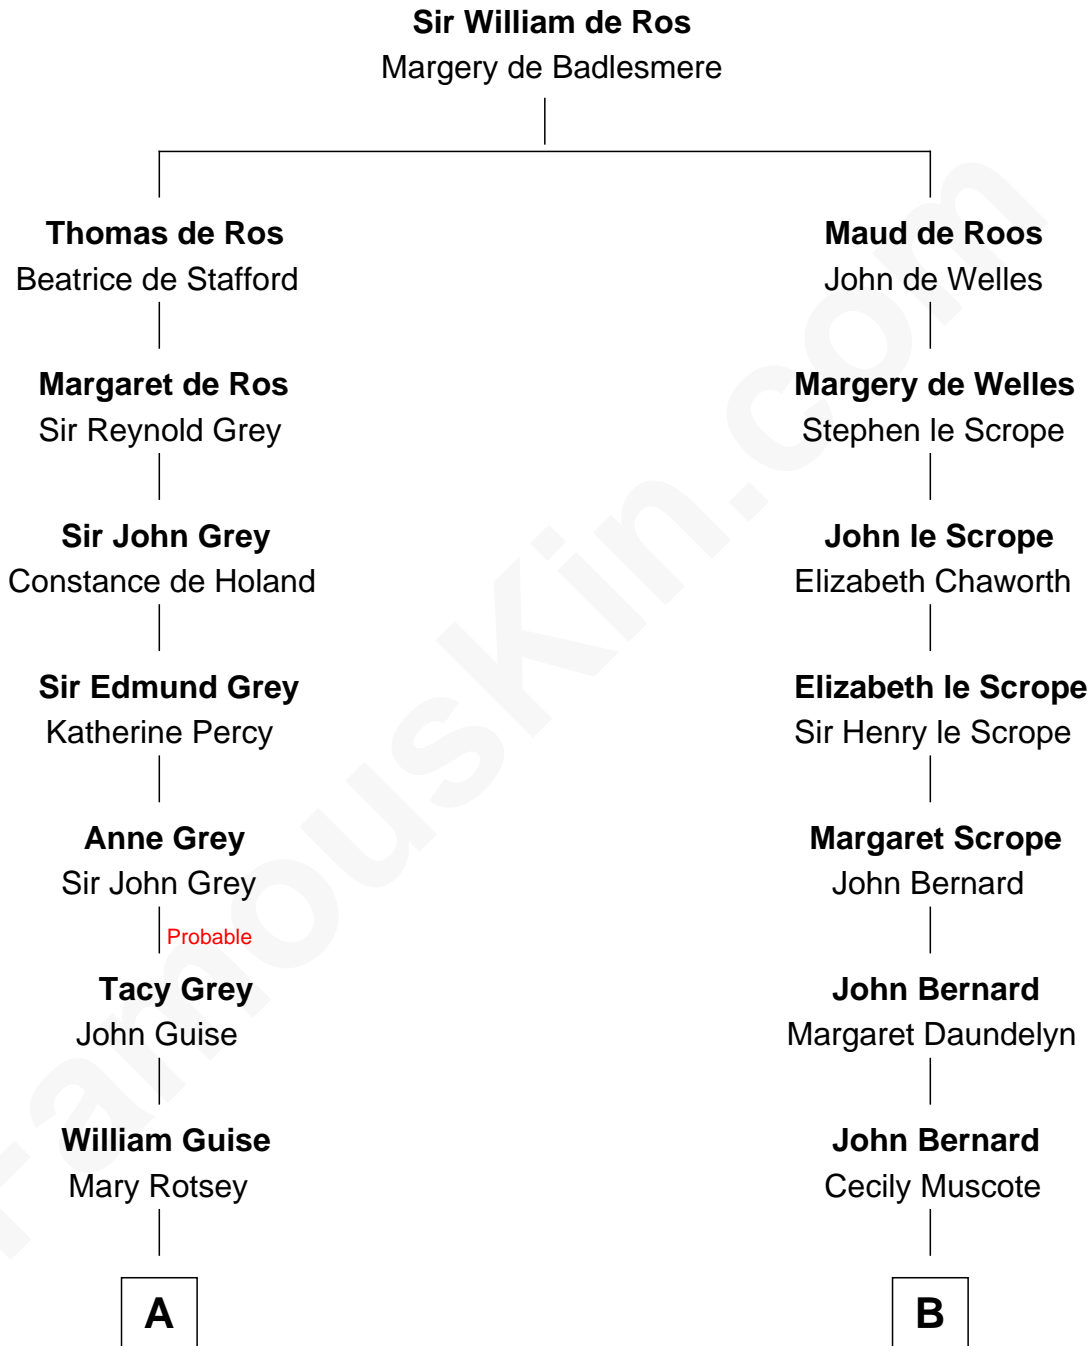 Sir William de Ros
Margery de Badlesmere
Thomas de Ros
Beatrice de Stafford
Margaret de Ros
Sir Reynold Grey
Sir John Grey
Constance de Holand
Sir Edmund Grey
Katherine Percy
Anne Grey
Sir John Grey
Probable
Tacy Grey
John Guise
William Guise
Mary Rotsey
A
Maud de Roos
John de Welles
Margery de Welles
Stephen le Scrope
John le Scrope
Elizabeth Chaworth
Elizabeth le Scrope
Sir Henry le Scrope
Margaret Scrope
John Bernard
John Bernard
Margaret Daundelyn
John Bernard
Cecily Muscote
B
FamousKin.com